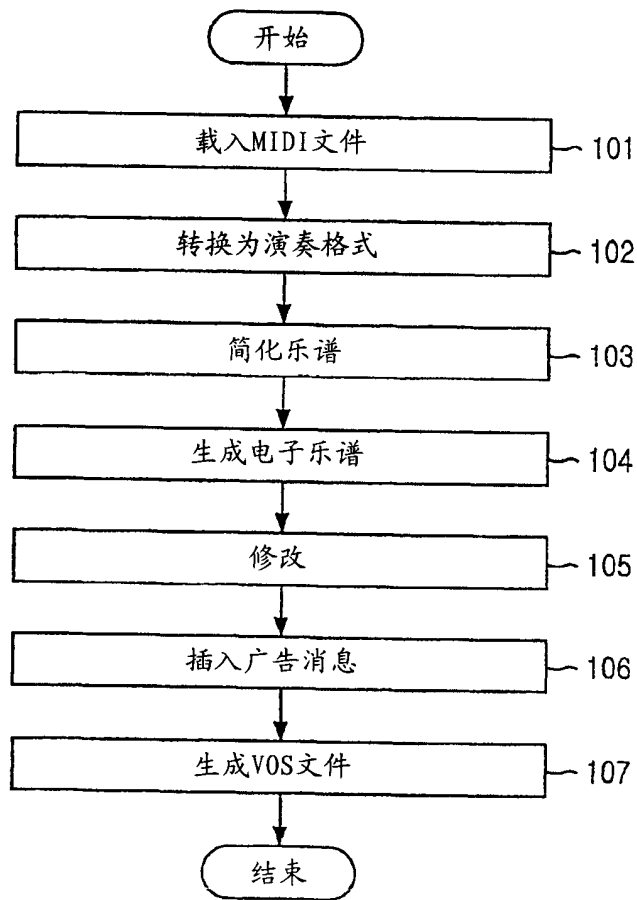 开始
载入MIDI文件 101
转换为演奏格式 102
简化乐谱 103
生成电子乐谱 104
修改 105
插入广告消息 106
生成VOS文件 107
结束